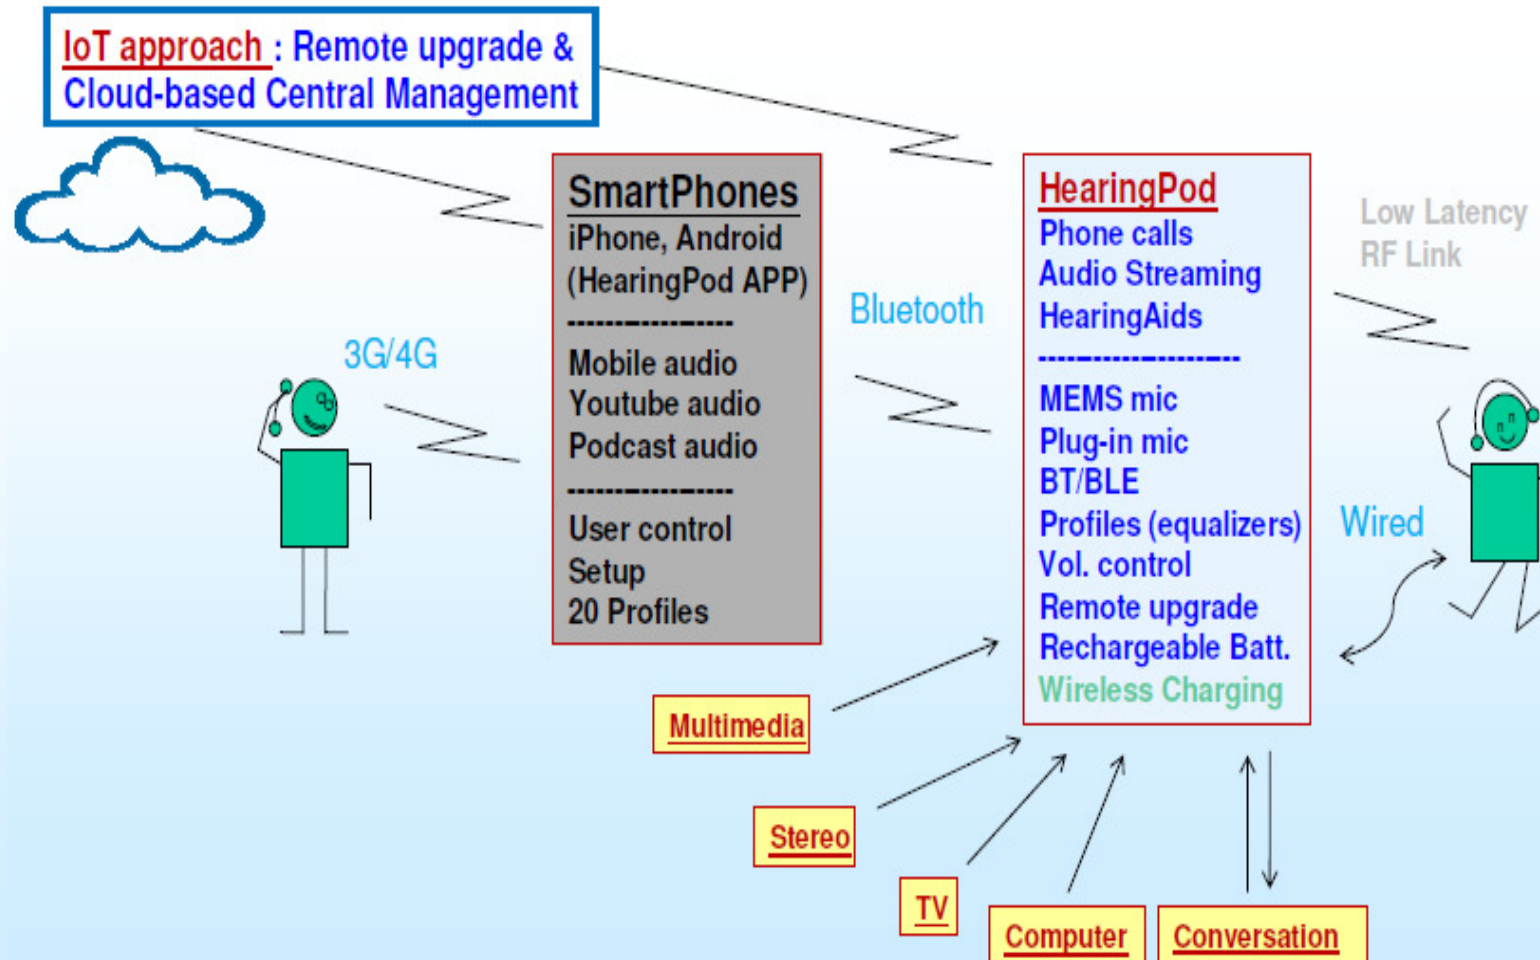 IoT approach : Remote upgrade &
Cloud-based Central Management
SmartPhones
iPhone, Android
(HearingPod APP)
------------------
Mobile audio
Youtube audio
Podcast audio
------------------
User control
Setup
20 Profiles
3G/4G
Bluetooth
HearingPod
Phone calls
Audio Streaming
HearingAids
----------------------
MEMS mic
Plug-in mic
BT/BLE
Profiles (equalizers)
Vol. control
Remote upgrade
Rechargeable Batt.
Wireless Charging
Low Latency
RF Link
Wired
Multimedia
Stereo
TV
Computer
Conversation